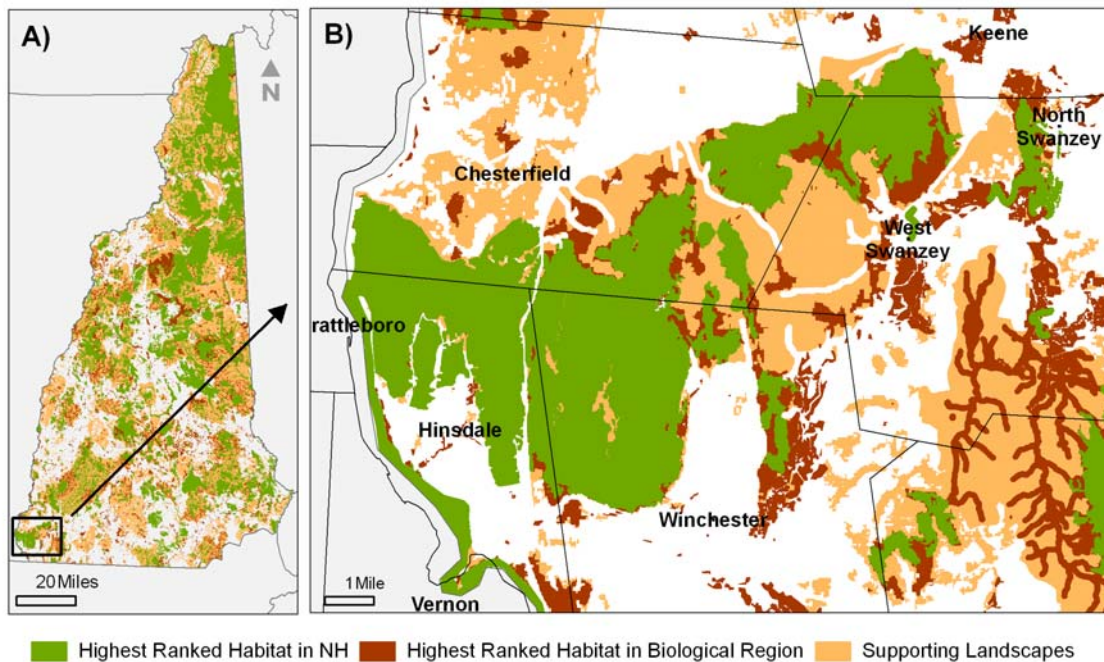 A)
N
20 Miles
B)
Keene
North
Swanzey
Chesterfield
West
Swanzey
rattleboro
Hinsdale
Winchester
1 Mile
Vernon
Highest Ranked Habitat in NH
Highest Ranked Habitat in Biological Region
Supporting Landscapes